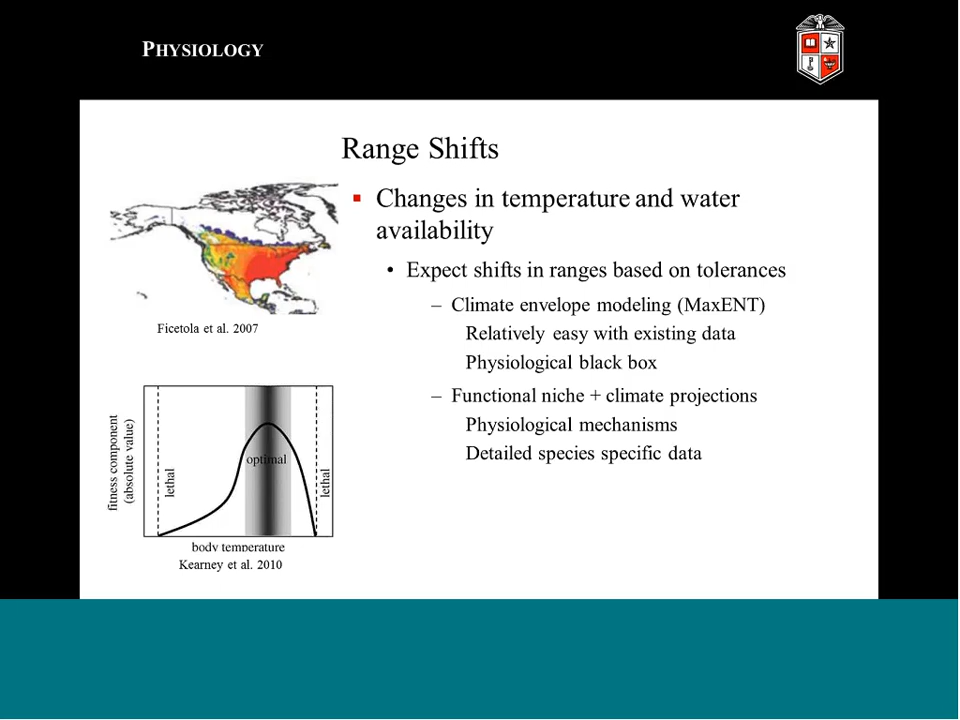 PHYSIOLOGY
Range Shifts
Changes in temperature and water
availability
• Expect shifts in ranges based on tolerances
– Climate envelope modeling (MaxENT)
Relatively easy with existing data
Physiological black box
– Functional niche + climate projections
Physiological mechanisms
Detailed species specific data
Ficetola et al. 2007
fitness component
(absolute value)
lethal
optimal
lethal
body temperature
Kearney et al. 2010